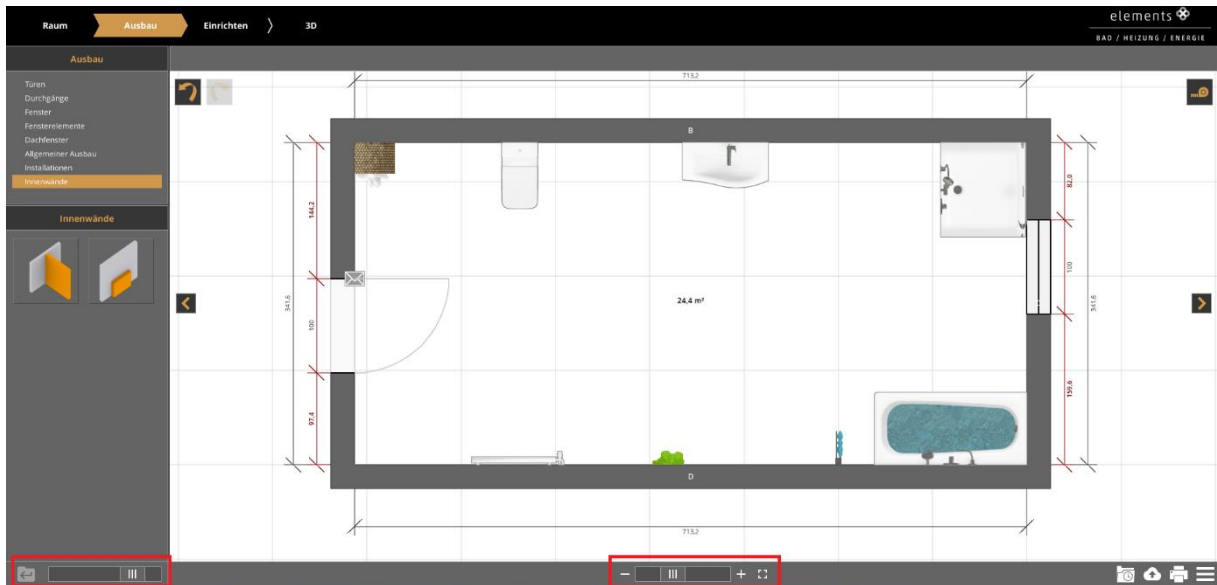 Raum
Ausbau
Einrichten
3D
elements
BAD / HEIZUNG / ENERGIE
Ausbau
Türen
Durchgänge
Fenster
Fensterelemente
Dachfenster
Allgemeiner Ausbau
Installationen
Innenwände
Innenwände
713,2
B
144,2
82,0
341,6
100
24,4 m²
100
341,6
97,4
159,6
D
713,2